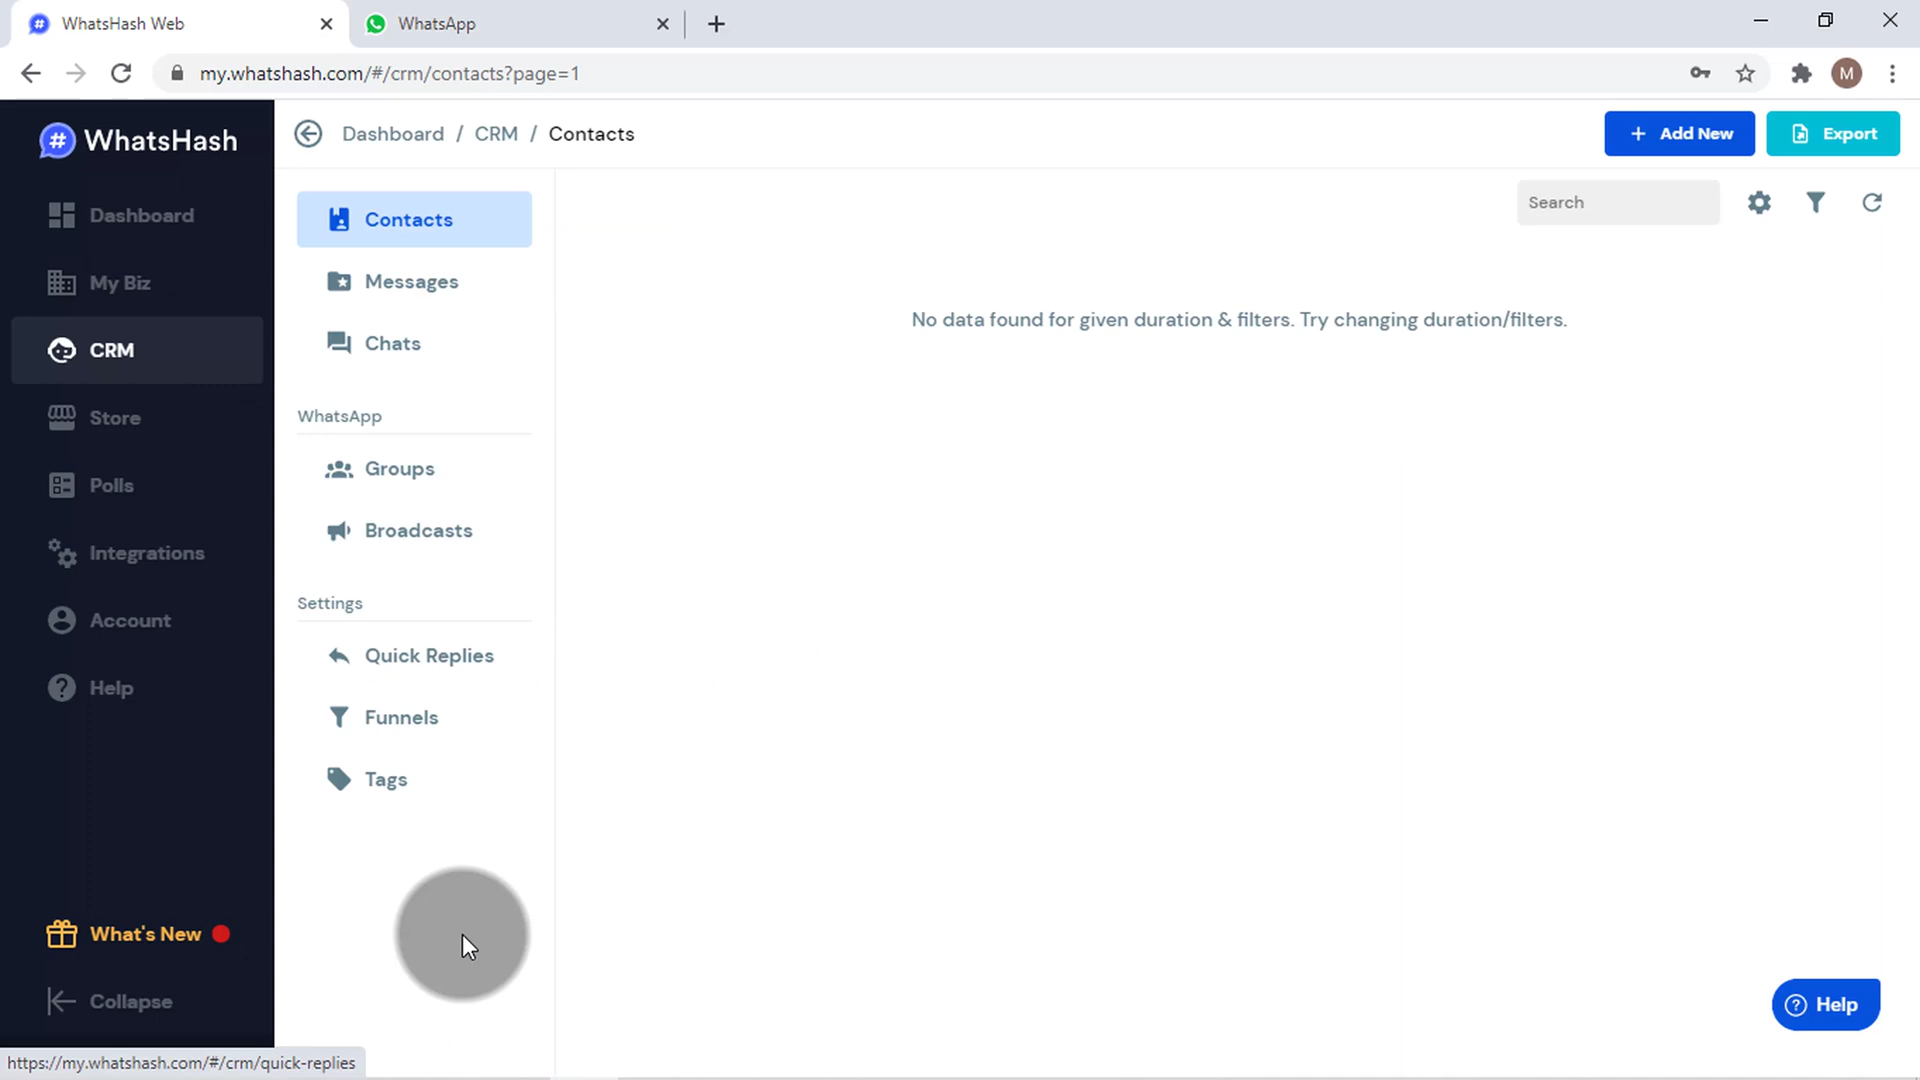 WhatsHash Web
WhatsApp
my.whatshash.com/#/crm/contacts?page=1
M
# WhatsHash
Dashboard / CRM / Contacts
+ Add New
Export
Dashboard
My Biz
CRM
Store
Polls
Integrations
Account
Help
What's New
Collapse
Contacts
Messages
Chats
WhatsApp
Groups
Broadcasts
Settings
Quick Replies
Funnels
Tags
Search
No data found for given duration & filters. Try changing duration/filters.
Help
https://my.whatshash.com/#/crm/quick-replies